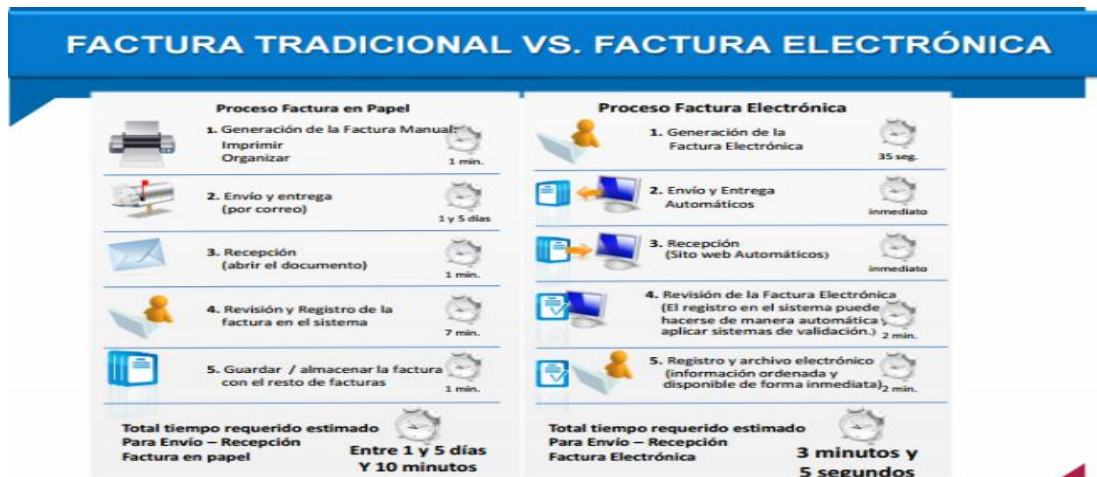 FACTURA TRADICIONAL VS. FACTURA ELECTRÓNICA
Proceso Factura en Papel
1. Generación de la Factura Manual:
Imprimir
Organizar
1 min.
2. Envío y entrega
(por correo)
1 y 5 días
3. Recepción
(abrir el documento)
1 min.
4. Revisión y Registro de la
factura en el sistema
7 min.
5. Guardar / almacenar la factura
con el resto de facturas
1 min.
Total tiempo requerido estimado
Para Envío – Recepción
Factura en papel
Entre 1 y 5 días
Y 10 minutos
Proceso Factura Electrónica
1. Generación de la
Factura Electrónica
35 seg.
2. Envío y Entrega
Automáticos
inmediato
3. Recepción
(Sito web Automáticos)
inmediato
4. Revisión de la Factura Electrónica
(El registro en el sistema puede
hacerse de manera automática y
aplicar sistemas de validación.)
2 min.
5. Registro y archivo electrónico
(información ordenada y
disponible de forma inmediata)
2 min.
Total tiempo requerido estimado
Para Envío – Recepción
Factura Electrónica
3 minutos y
5 segundos